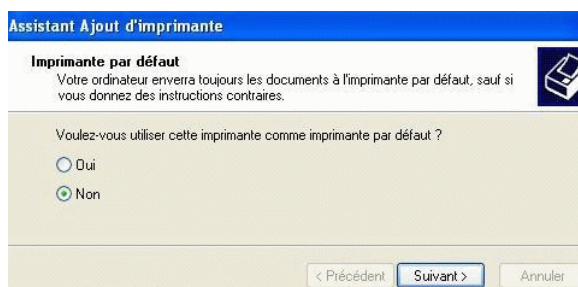 Assistant Ajout d'imprimante
Imprimante par défaut
Votre ordinateur enverra toujours les documents à l'imprimante par défaut, sauf si
vous donnez des instructions contraires.
Voulez-vous utiliser cette imprimante comme imprimante par défaut ?
Oui
Non
< Précédent Suivant > Annuler